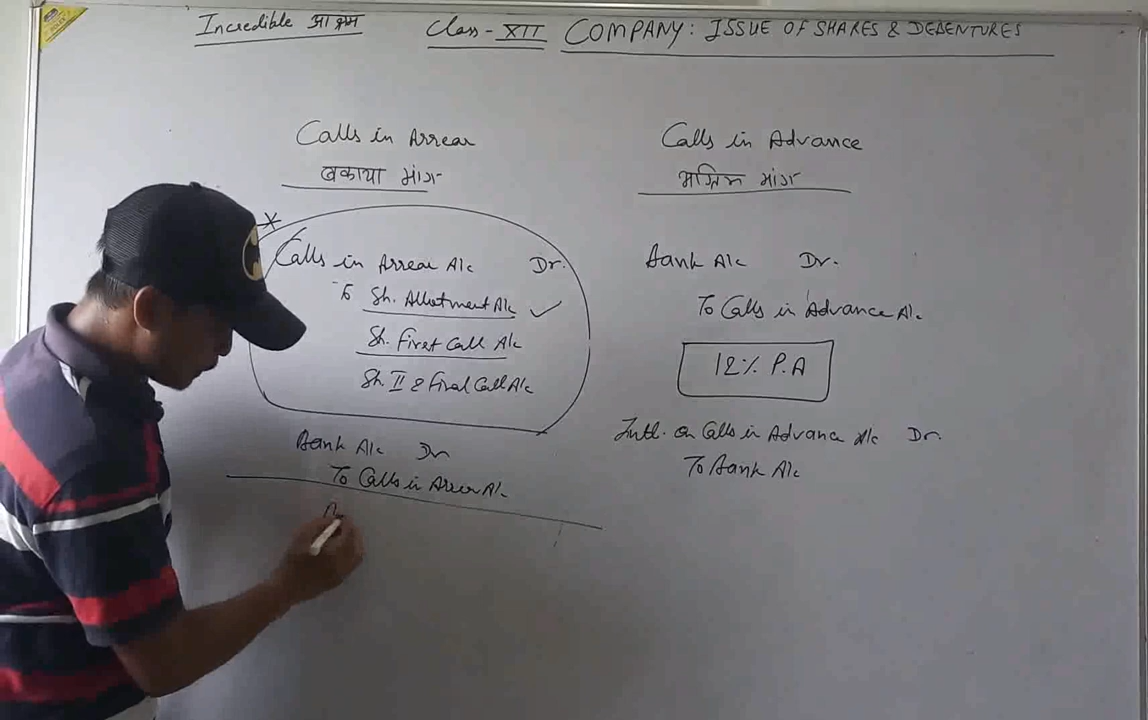 Incredible
Class-XII COMPANY: ISSUE OF SHARES & DEBENTURES
Calls in Arrear
बकाया मांग
Calls in Arrear A/c Dr.
To Sh. Allotment A/c
Sh. First Call A/c
Sh. II & Final Call A/c
Bank A/c Dr
To Calls in Arrear A/c
Calls in Advance
अग्रिम मांग
Bank A/c Dr.
To Calls in Advance A/c
12% P.A
Intt. on Calls in Advance A/c Dr.
To Bank A/c